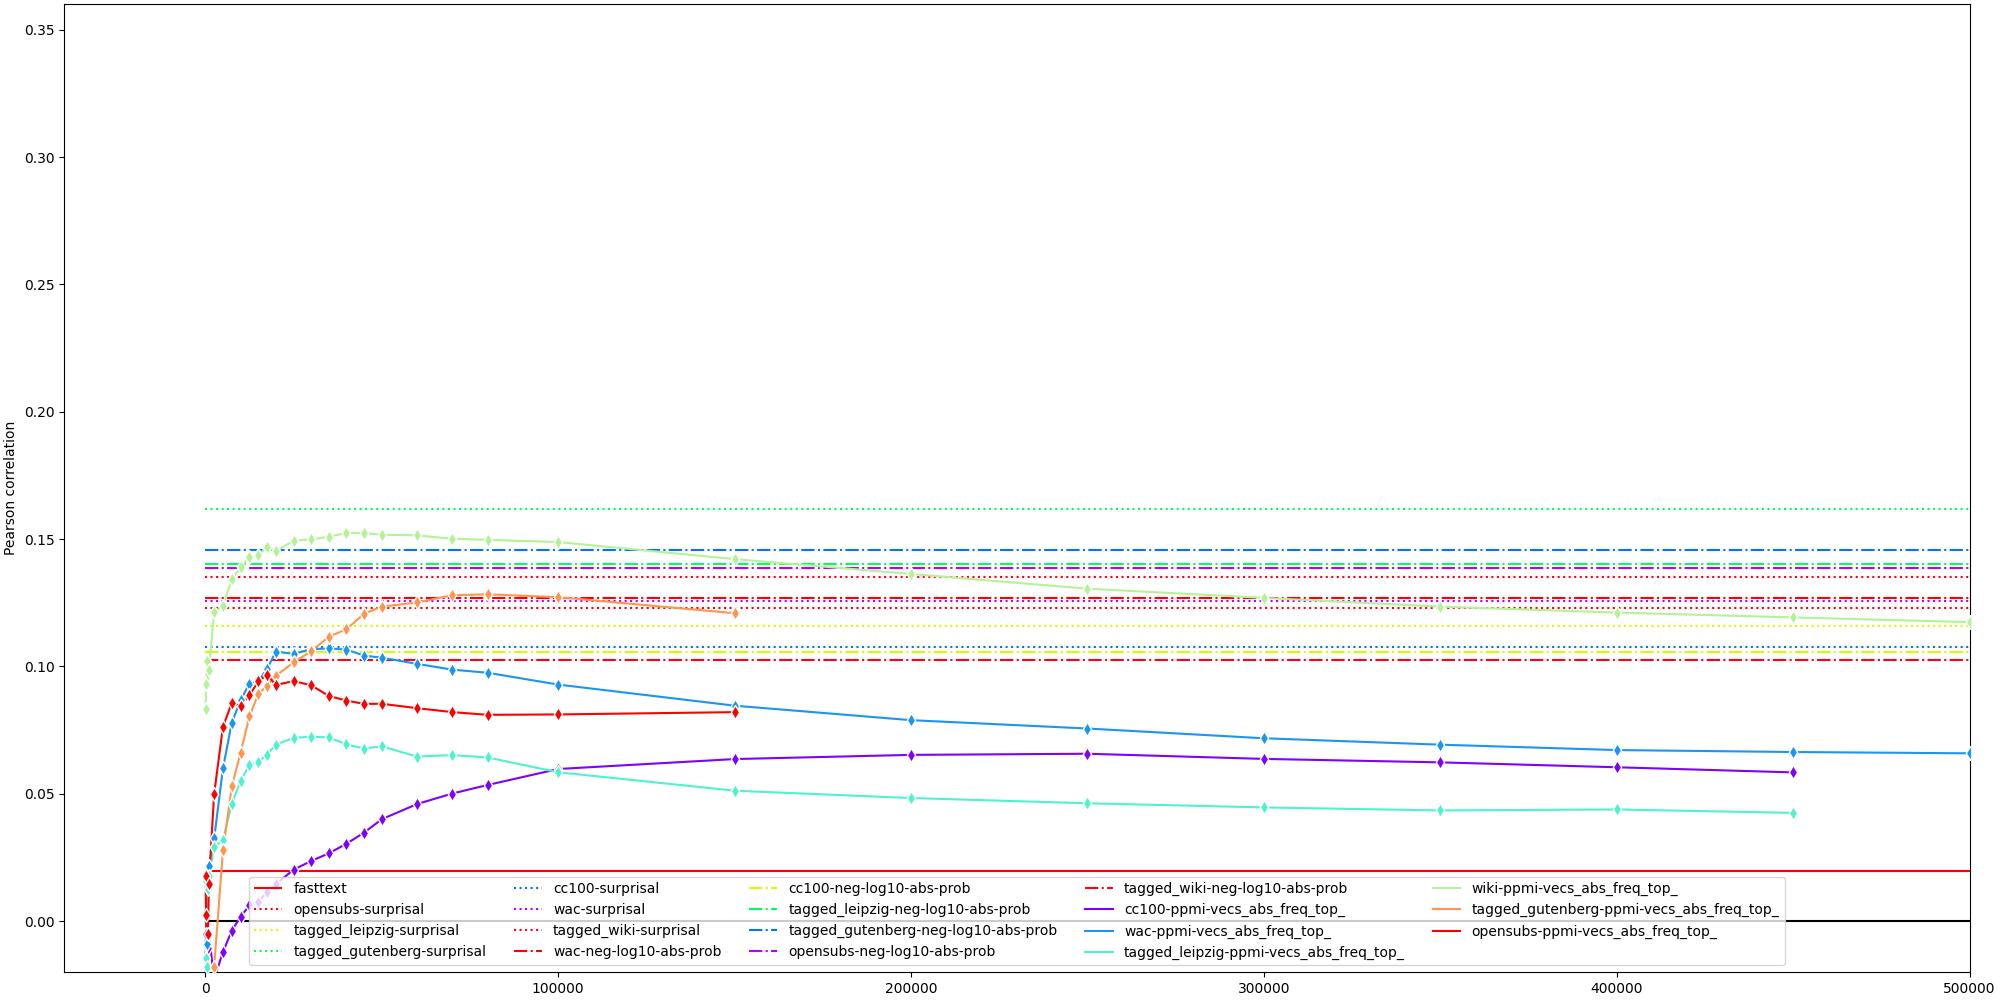 0.35
0.30
0.25
0.20
0.15
0.10
0.05
0.00
Pearson correlation
fasttext
opensubs-surprisal
tagged_leipzig-surprisal
tagged_gutenberg-surprisal
cc100-surprisal
wac-surprisal
tagged_wiki-surprisal
wac-neg-log10-abs-prob
cc100-neg-log10-abs-prob
tagged_leipzig-neg-log10-abs-prob
tagged_gutenberg-neg-log10-abs-prob
opensubs-neg-log10-abs-prob
tagged_wiki-neg-log10-abs-prob
cc100-ppmi-vecs_abs_freq_top_
wac-ppmi-vecs_abs_freq_top_
tagged_leipzig-ppmi-vecs_abs_freq_top_
wiki-ppmi-vecs_abs_freq_top_
tagged_gutenberg-ppmi-vecs_abs_freq_top_
opensubs-ppmi-vecs_abs_freq_top_
0 100000 200000 300000 400000 500000